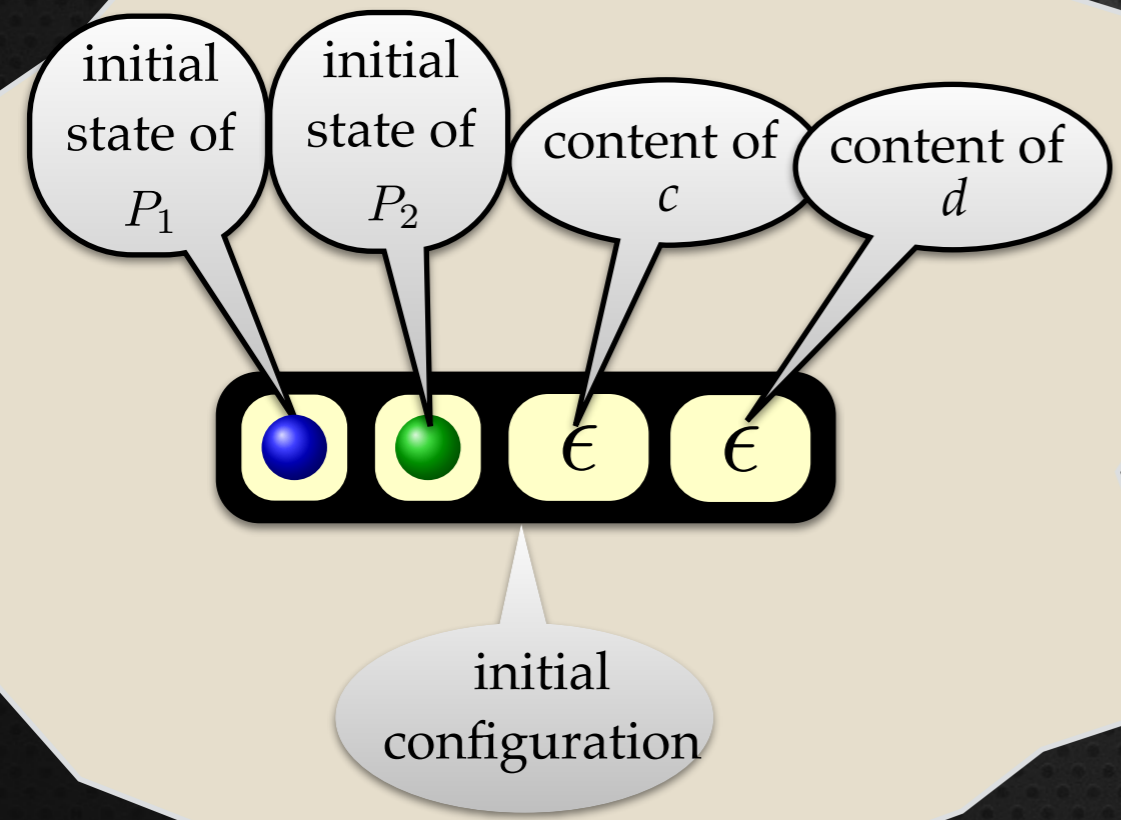 initial
state of
P₁
initial
state of
P₂
content of
c
content of
d
ϵ
ϵ
initial
configuration